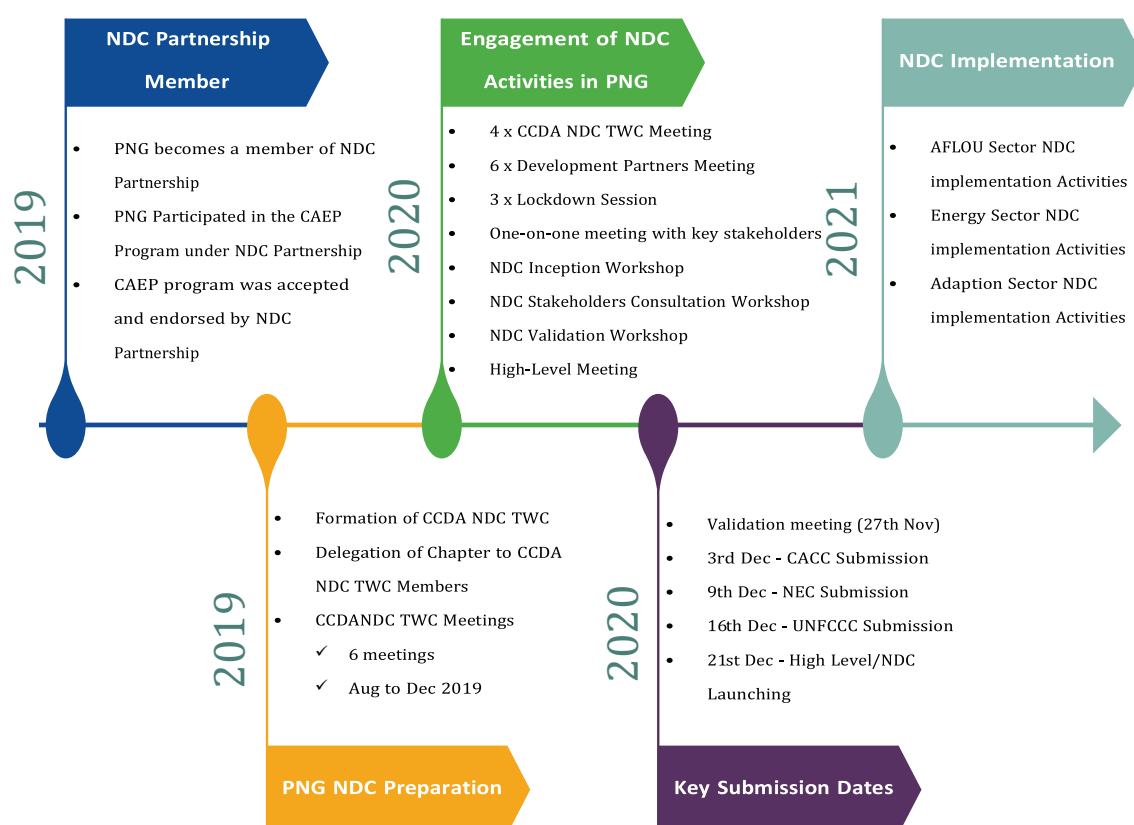 NDC Partnership
Member
2019
• PNG becomes a member of NDC
Partnership
• PNG Participated in the CAEP
Program under NDC Partnership
• CAEP program was accepted
and endorsed by NDC
Partnership
Engagement of NDC
Activities in PNG
2020
• 4 x CCDA NDC TWC Meeting
• 6 x Development Partners Meeting
• 3 x Lockdown Session
• One-on-one meeting with key stakeholders
• NDC Inception Workshop
• NDC Stakeholders Consultation Workshop
• NDC Validation Workshop
• High-Level Meeting
NDC Implementation
2021
• AFLOU Sector NDC
implementation Activities
• Energy Sector NDC
implementation Activities
• Adaption Sector NDC
implementation Activities
2019
• Formation of CCDA NDC TWC
• Delegation of Chapter to CCDA
NDC TWC Members
• CCDANDC TWC Meetings
✓ 6 meetings
✓ Aug to Dec 2019
PNG NDC Preparation
2020
• Validation meeting (27th Nov)
• 3rd Dec - CACC Submission
• 9th Dec - NEC Submission
• 16th Dec - UNFCCC Submission
• 21st Dec - High Level/NDC
Launching
Key Submission Dates